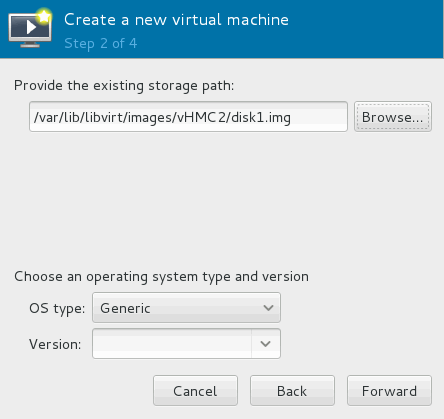 Create a new virtual machine
Step 2 of 4
Provide the existing storage path:
/var/lib/libvirt/images/vHMC2/disk1.img Browse...
Choose an operating system type and version
OS type: Generic
Version:
Cancel Back Forward